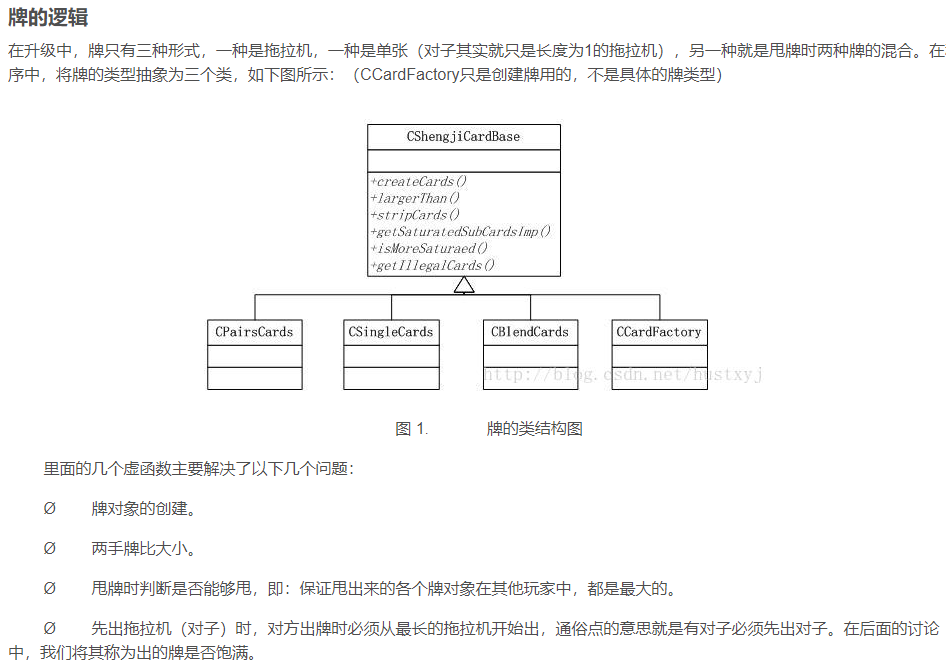 牌的逻辑
在升级中，牌只有三种形式，一种是拖拉机，一种是单张（对子其实就只是长度为1的拖拉机），另一种就是甩牌时两种牌的混合。在
序中，将牌的类型抽象为三个类，如下图所示：（CCardFactory只是创建牌用的，不是具体的牌类型）
CShengjiCardBase
+createCards()
+largerThan()
+stripCards()
+getSaturatedSubCardsImp()
+isMoreSaturaed()
+getIllegalCards()
CPairsCards CSingleCards CBlendCards CCardFactory
http://blog.csdn.net/hustxyj
图 1. 牌的类结构图
里面的几个虚函数主要解决了以下几个问题：
Ø 牌对象的创建。
Ø 两手牌比大小。
Ø 甩牌时判断是否能够甩，即：保证甩出来的各个牌对象在其他玩家中，都是最大的。
Ø 先出拖拉机（对子）时，对方出牌时必须从最长的拖拉机开始出，通俗点的意思就是有对子必须先出对子。在后面的讨论
中，我们将其称为出的牌是否饱满。